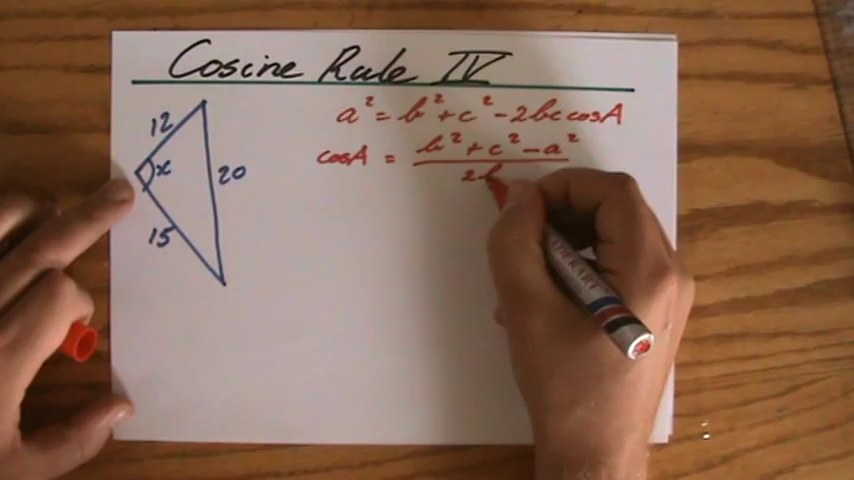 Cosine Rule IV
a² = b² + c² - 2bc cosA
cosA = b² + c² - a²
2b
12
x
20
15